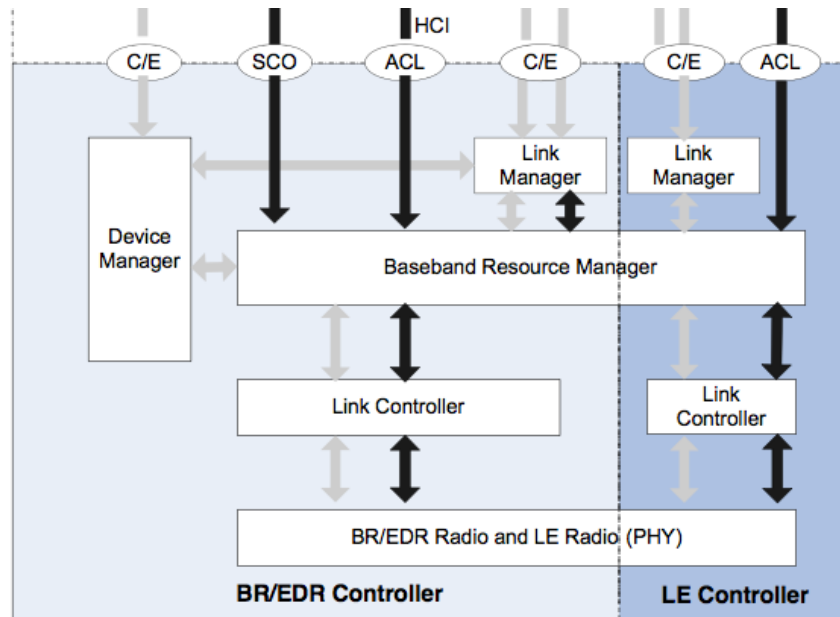 HCI
C/E
SCO
ACL
C/E
C/E
ACL
Link
Manager
Link
Manager
Device
Manager
Baseband Resource Manager
Link Controller
Link
Controller
BR/EDR Radio and LE Radio (PHY)
BR/EDR Controller
LE Controller